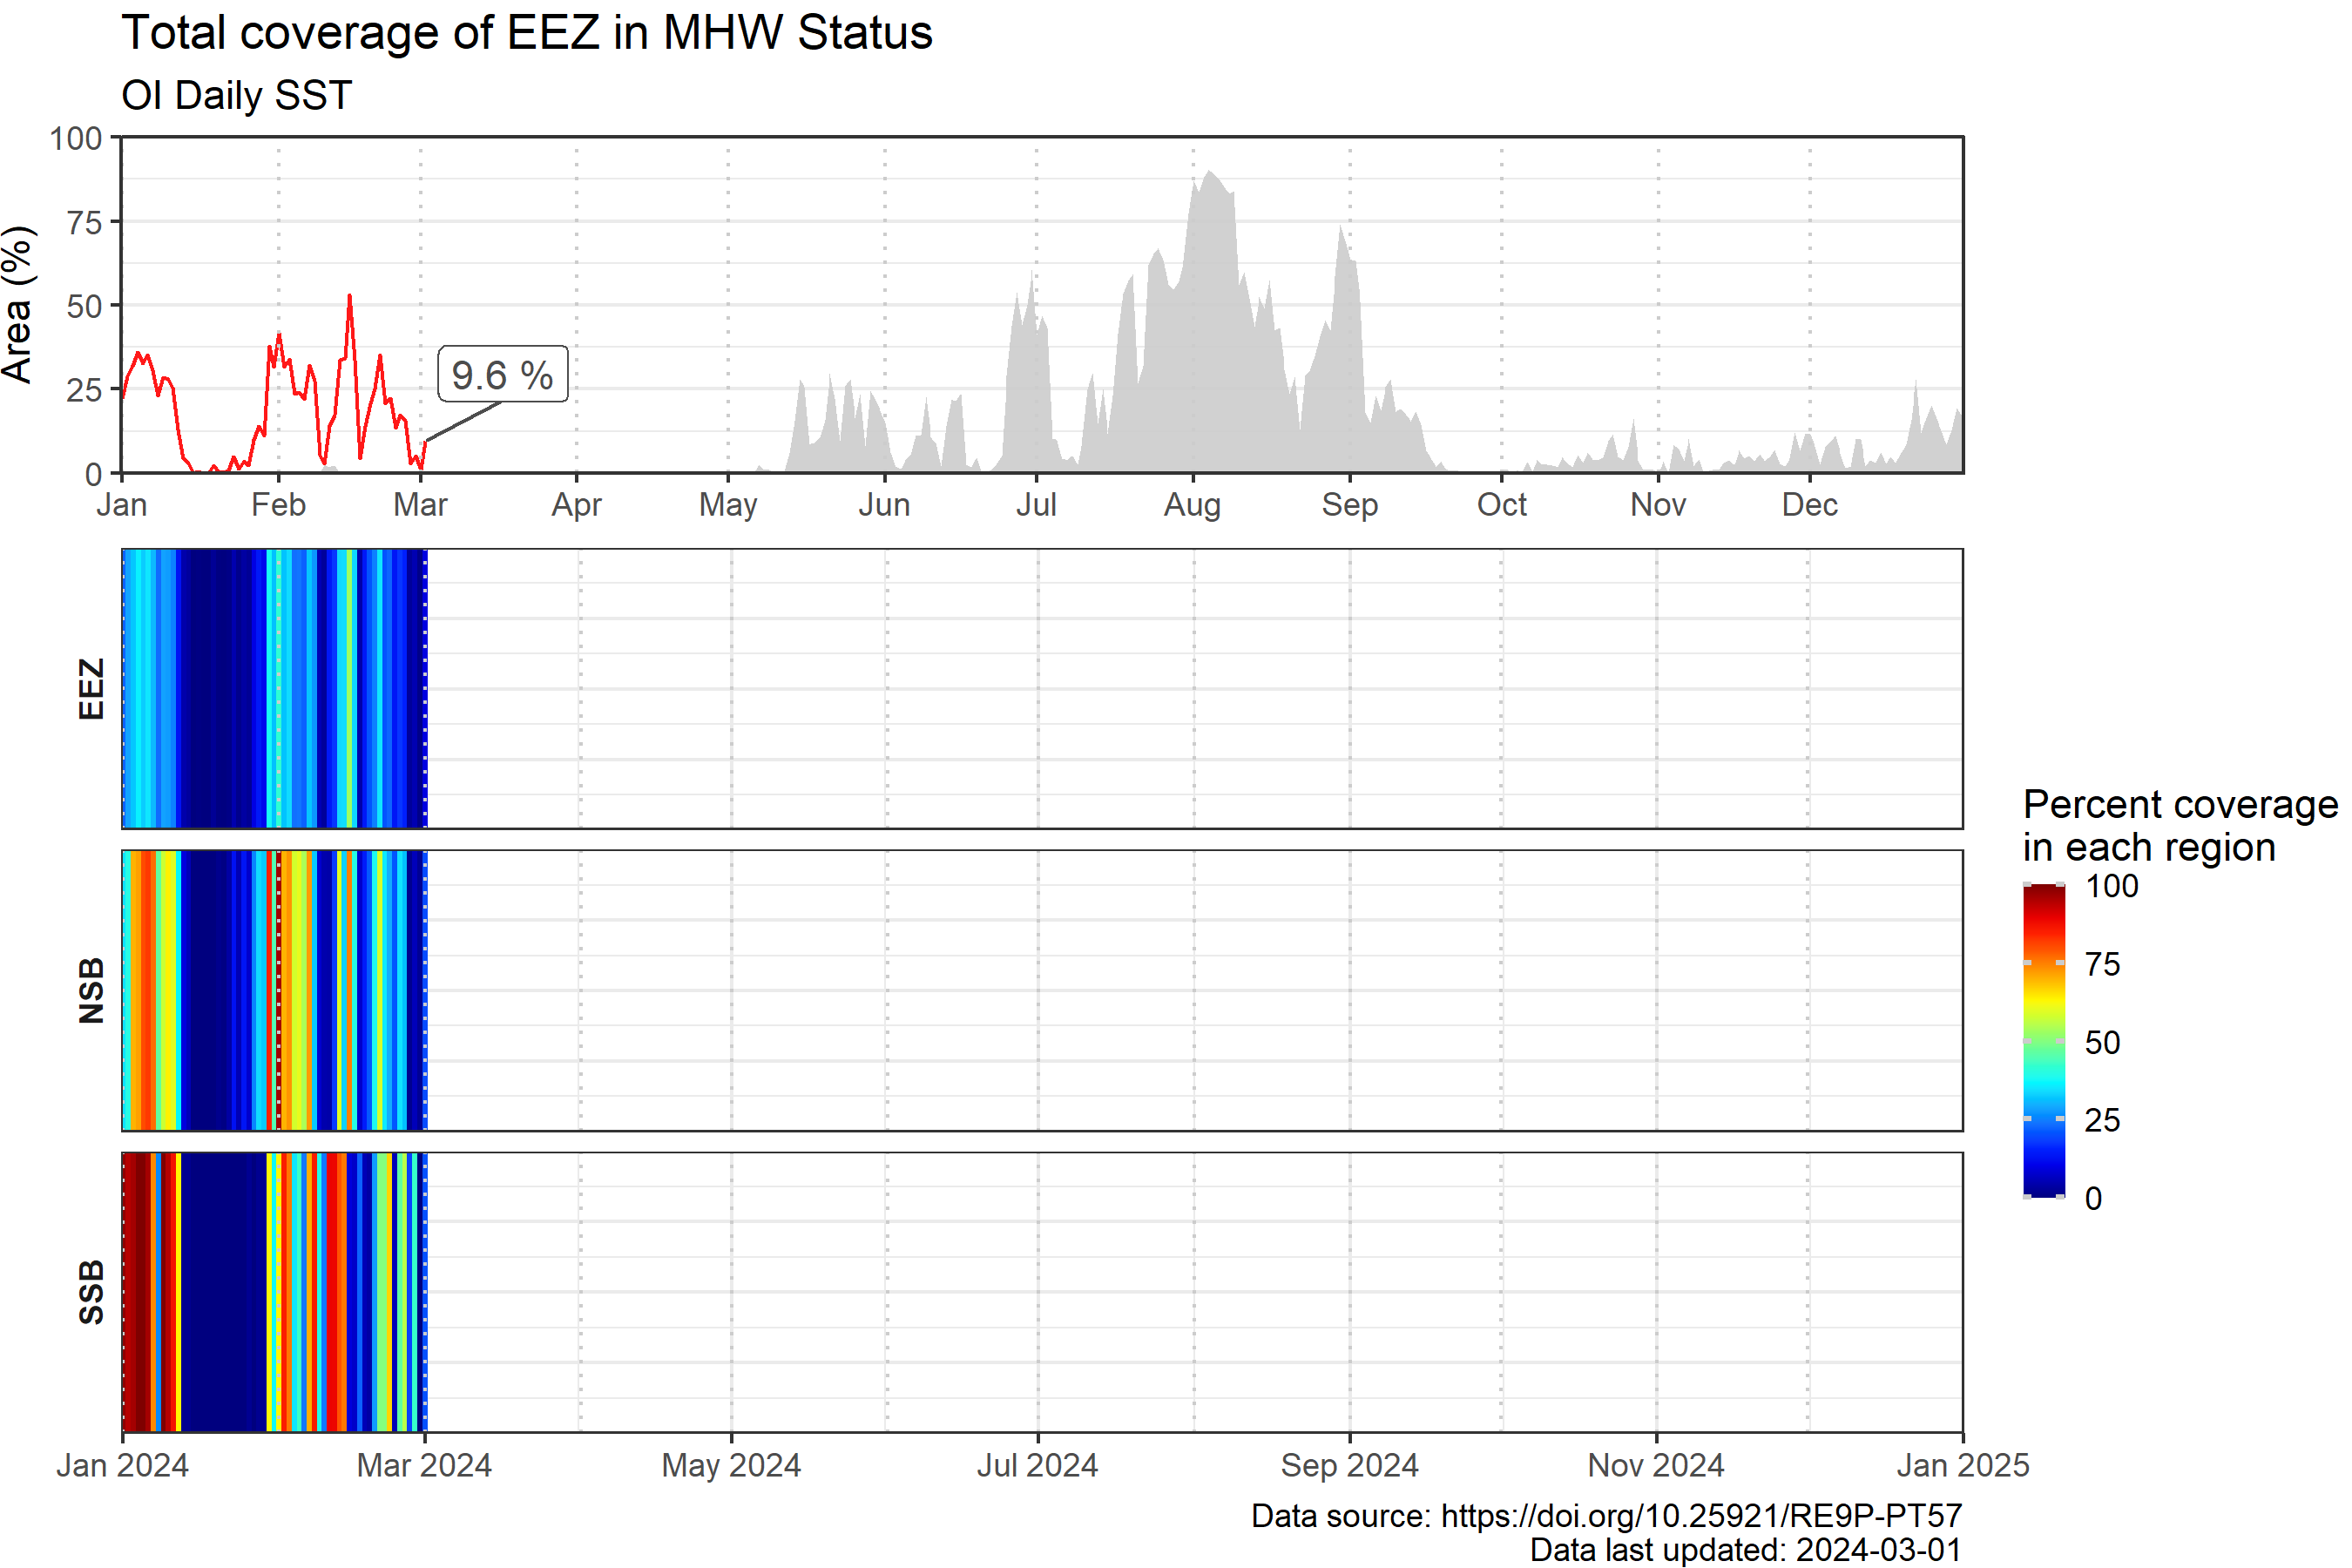 Total coverage of EEZ in MHW Status
OI Daily SST
Area (%)
100
75
50
25
0
9.6 %
Jan Feb Mar Apr May Jun Jul Aug Sep Oct Nov Dec
EEZ
NSB
SSB
Percent coverage
in each region
100
75
50
25
0
Jan 2024 Mar 2024 May 2024 Jul 2024 Sep 2024 Nov 2024 Jan 2025
Data source: https://doi.org/10.25921/RE9P-PT57
Data last updated: 2024-03-01